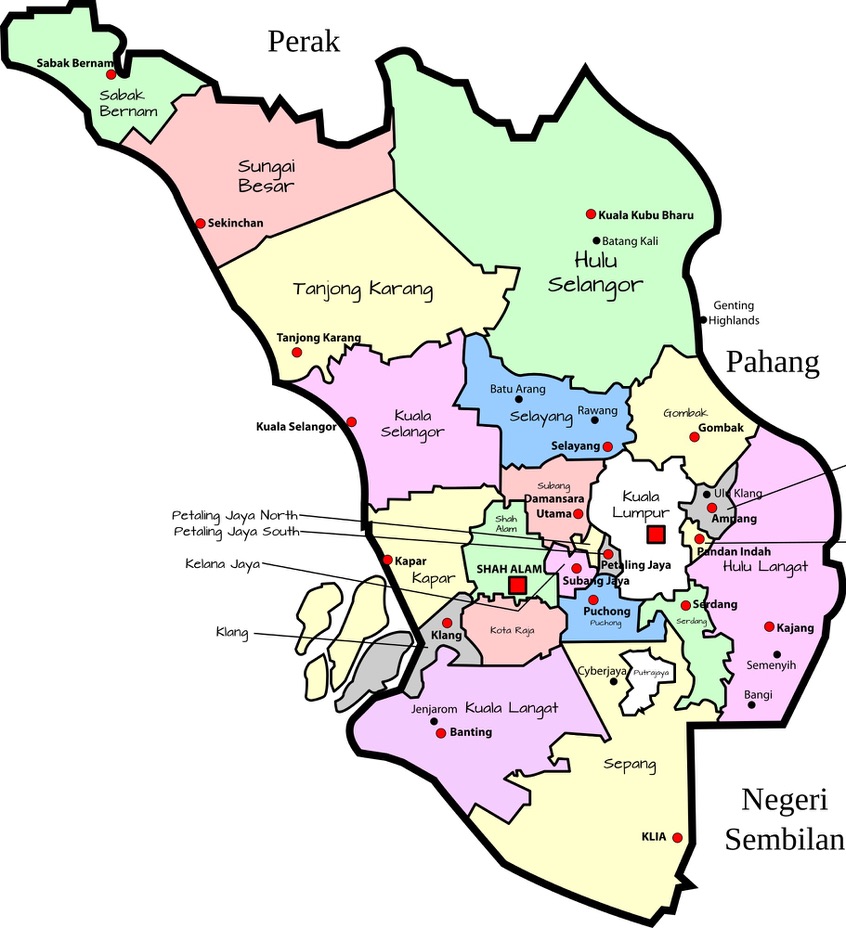 Perak
Sabak Bernam
Sabak
Bernam
Sungai
Besar
Sekinchan
Kuala Kubu Bharu
Batang Kali
Hulu
Selangor
Tanjong Karang
Genting
Highlands
Tanjong Karang
Pahang
Batu Arang
Rawang
Selayang
Selayang
Gombak
Gombak
Kuala
Selangor
Kuala Selangor
Subang
Damansara
Utama
Kuala
Lumpur
Ulu Klang
Ampang
Petaling Jaya North
Petaling Jaya South
Shah
Alam
Pandan Indah
Hulu Langat
Kelana Jaya
Kapar
Kapar
SHAH ALAM
Petaling Jaya
Subang Jaya
Puchong
Puchong
Serdang
Serdang
Klang
Klang
Kota Raja
Kajang
Semenyih
Bangi
Cyberjaya
Putrajaya
Jenjarom
Kuala Langat
Banting
Sepang
Negeri
Sembilan
KLIA